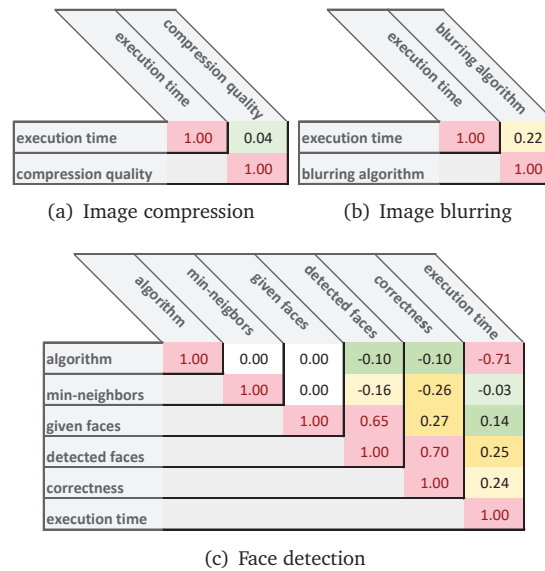 execution time
compression quality
execution time 1.00 0.04
compression quality 1.00
(a) Image compression
execution time
blurring algorithm
execution time 1.00 0.22
blurring algorithm 1.00
(b) Image blurring
algorithm
min-neigbors
given faces
detected faces
correctness
execution time
algorithm 1.00 0.00 0.00 -0.10 -0.10 -0.71
min-neighbors 1.00 0.00 -0.16 -0.26 -0.03
given faces 1.00 0.65 0.27 0.14
detected faces 1.00 0.70 0.25
correctness 1.00 0.24
execution time 1.00
(c) Face detection